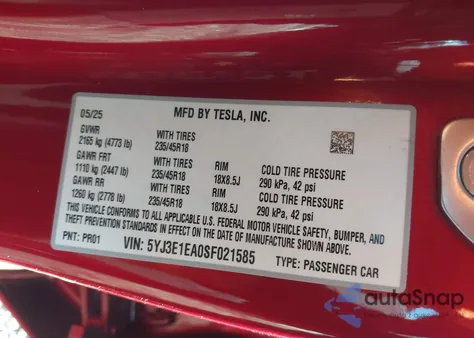 MFD BY TESLA, INC.
05/25
GVWR WITH TIRES
2165 kg (4773 lb) 235/45R18
GAWR FRT WITH TIRES RIM COLD TIRE PRESSURE
1110 kg (2447 lb) 235/45R18 18X8.5J 290 kPa, 42 psi
GAWR RR WITH TIRES RIM COLD TIRE PRESSURE
1260 kg (2778 lb) 235/45R18 18X8.5J 290 kPa, 42 psi
THIS VEHICLE CONFORMS TO ALL APPLICABLE U.S. FEDERAL MOTOR VEHICLE SAFETY, BUMPER, AND
THEFT PREVENTION STANDARDS IN EFFECT ON THE DATE OF MANUFACTURE SHOWN ABOVE.
PNT: PR01 VIN: 5YJ3E1EA0SF021585 TYPE: PASSENGER CAR
autaSnap